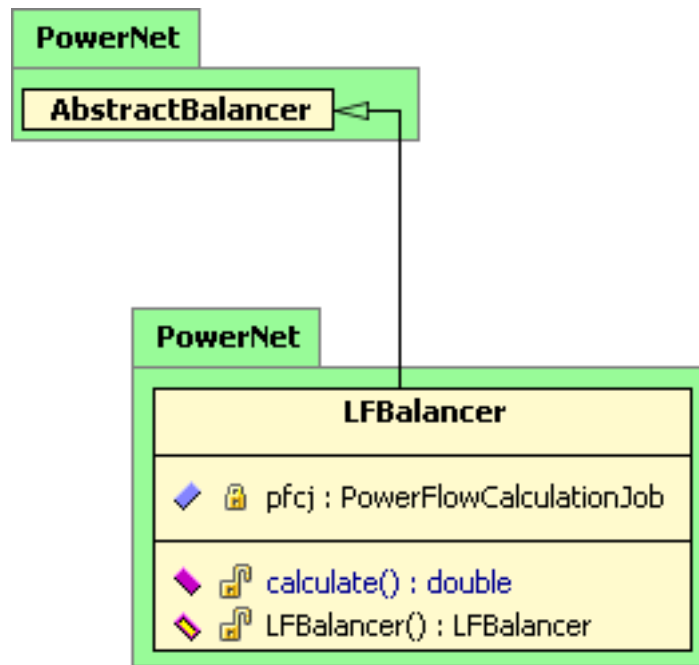 PowerNet
AbstractBalancer
PowerNet
LFBalancer
pfcj : PowerFlowCalculationJob
calculate() : double
LFBalancer() : LFBalancer